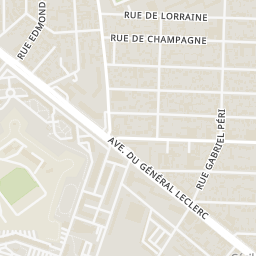 RUE DE LORRAINE
RUE DE CHAMPAGNE
RUE EDMOND
AVE. DU GÉNÉRAL LECLERC
RUE GABRIEL PÉRI